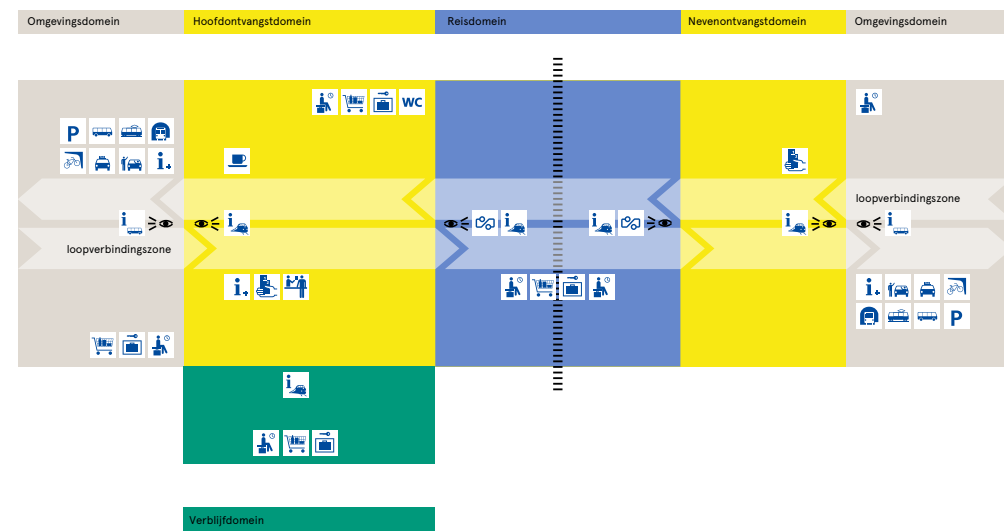 Omgevingsdomein
Hoofdontvangstdomein
Reisdomein
Nevenontvangstdomein
Omgevingsdomein
WC
P
i+
loopverbindingszone
i
i
i
i
i
i
loopverbindingszone
i+
i+
P
i
Verblijfdomein